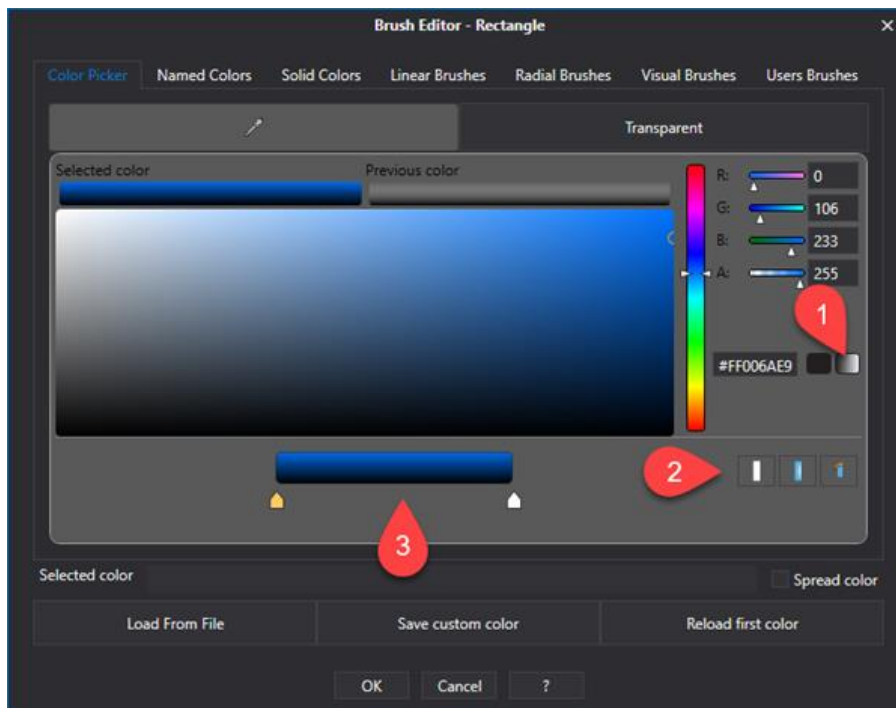 Brush Editor - Rectangle
Color Picker Named Colors Solid Colors Linear Brushes Radial Brushes Visual Brushes Users Brushes
Transparent
Selected color Previous color
R: 0
G: 106
B: 233
A: 255
1
#FF006AE9
2
3
Selected color Spread color
Load From File Save custom color Reload first color
OK Cancel ?